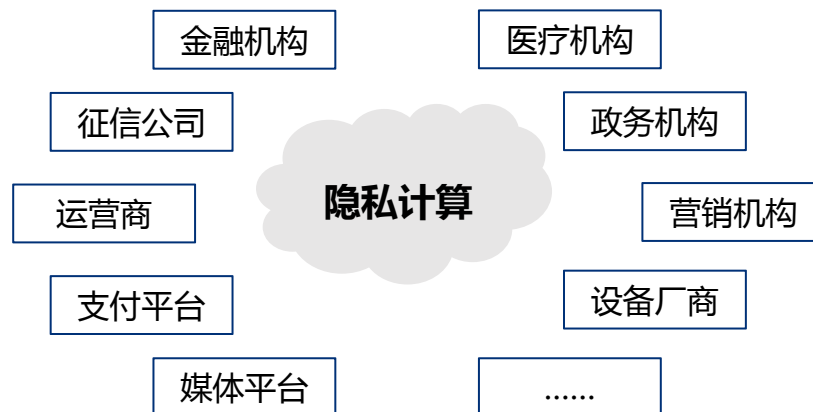 金融机构
医疗机构
征信公司
政务机构
隐私计算
运营商
营销机构
支付平台
设备厂商
媒体平台
......